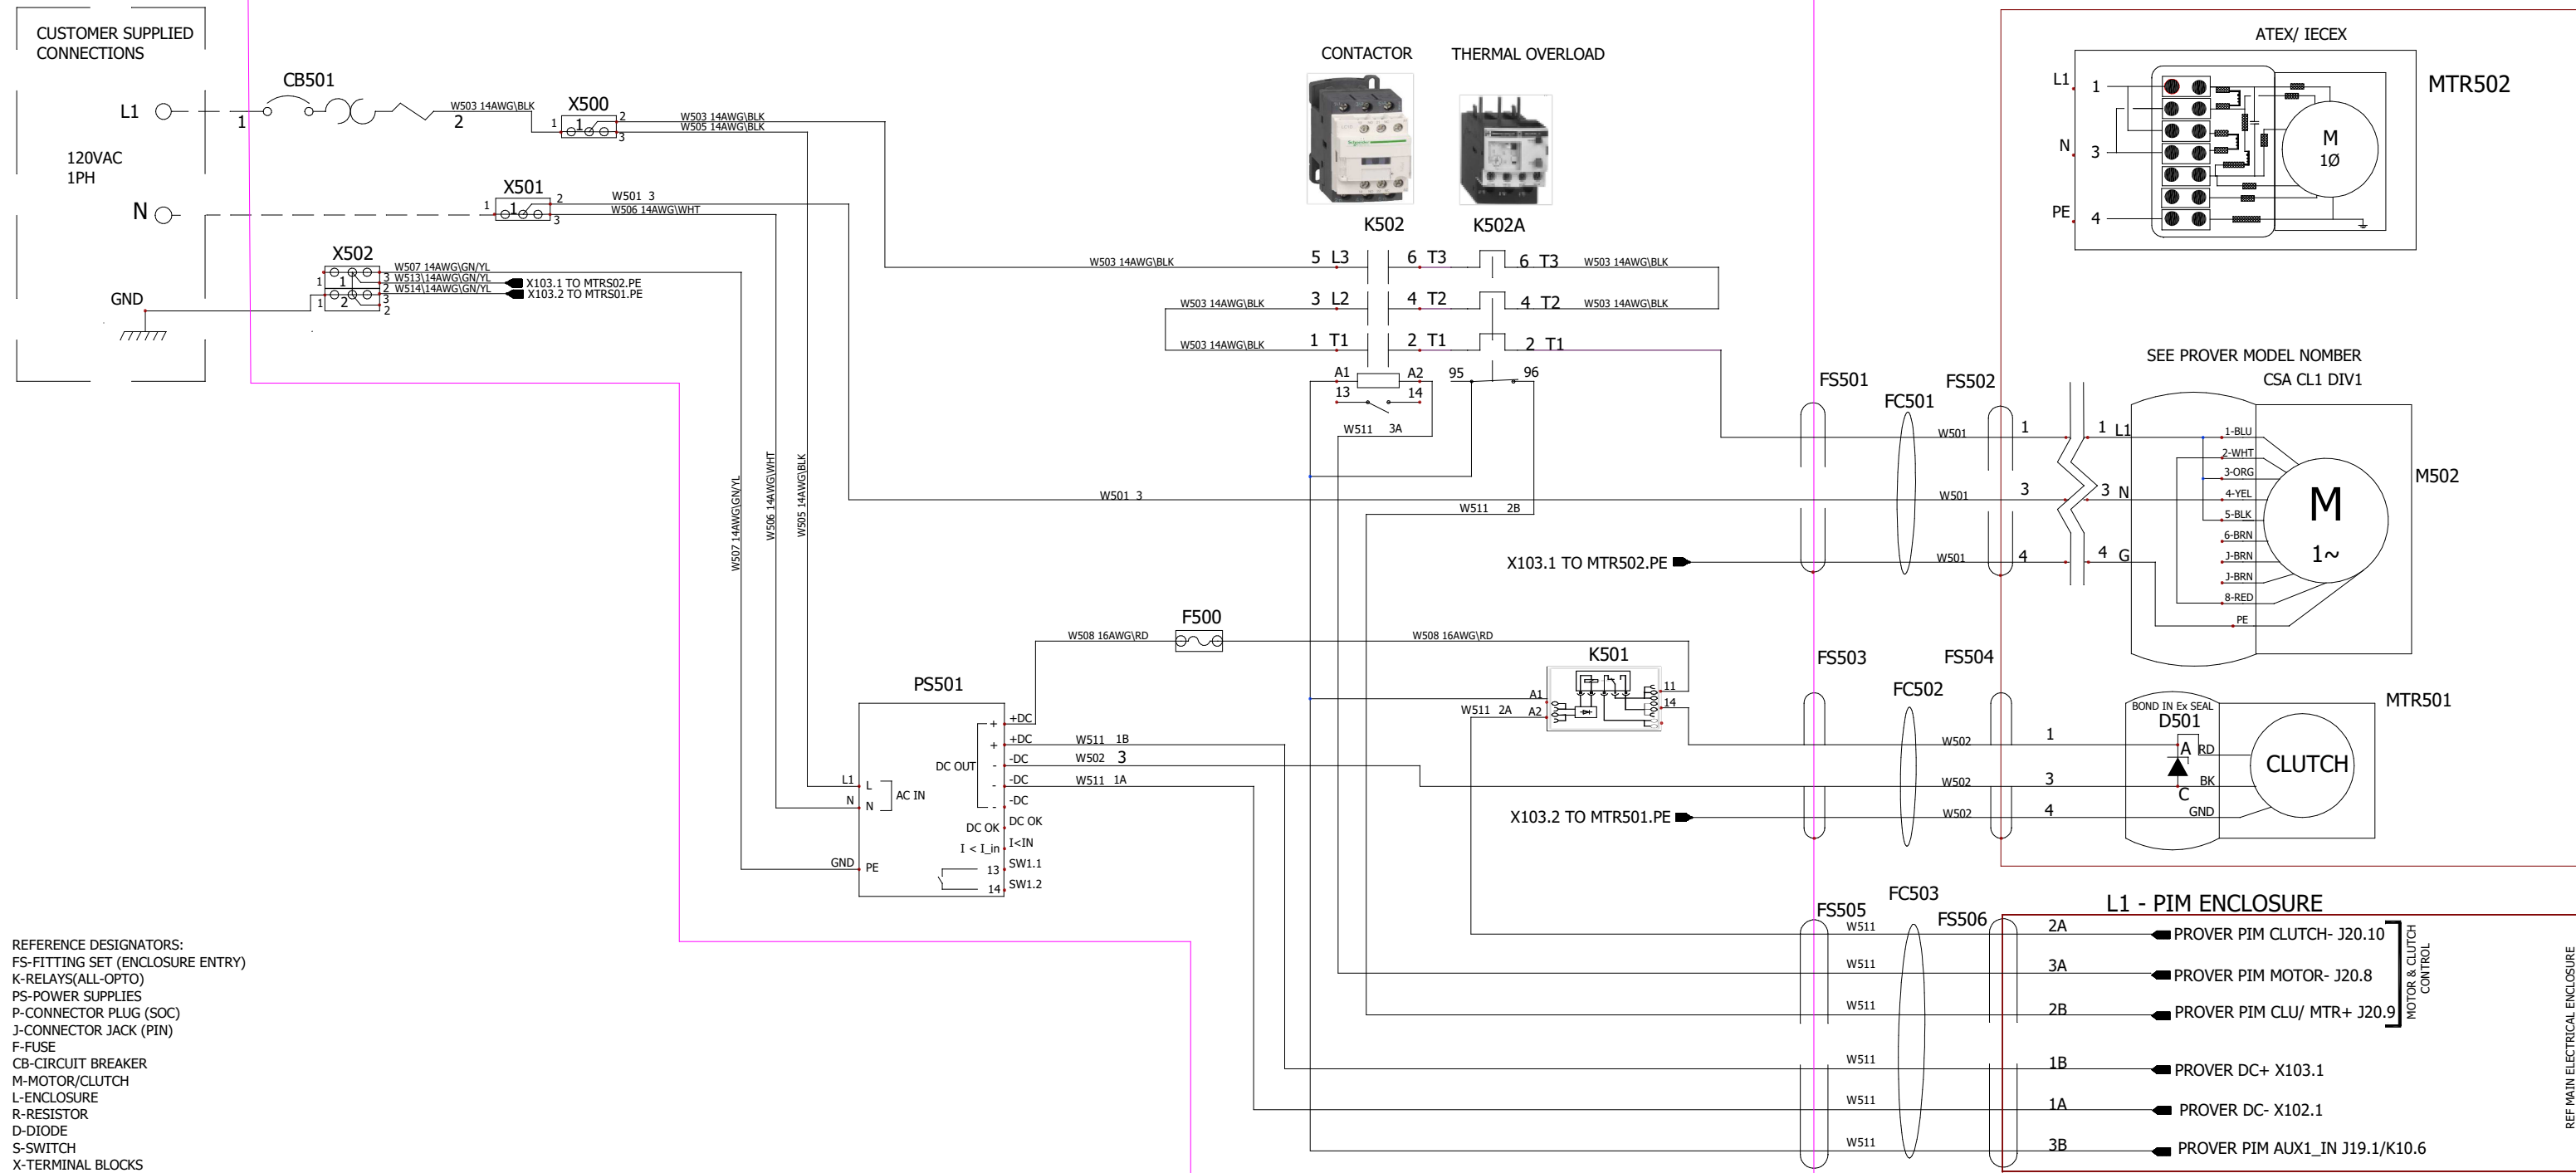 CUSTOMER SUPPLIED
CONNECTIONS
L1
1
CB501
2
W503 14AWG\BLK
X500
1
1
2
3
W503 14AWG\BLK
W505 14AWG\BLK
120VAC
1PH
N
X501
1
1
2
3
W501 3
W506 14AWG\WHT
X502
1
1
1
2
3
2
3
2
W507 14AWG\GN/YL
W513\14AWG\GN/YL
W514\14AWG\GN/YL
X103.1 TO MTRS02.PE
X103.2 TO MTRS01.PE
GND
CONTACTOR
THERMAL OVERLOAD
K502
K502A
W503 14AWG\BLK
5 L3
6 T3
6 T3
W503 14AWG\BLK
W503 14AWG\BLK
3 L2
4 T2
4 T2
W503 14AWG\BLK
W503 14AWG\BLK
1 T1
2 T1
2 T1
A1
A2
95
96
13
14
W511 3A
W501 3
W511 2B
W507 14AWG\GN/YL
W506 14AWG\WHT
W505 14AWG\BLK
X103.1 TO MTR502.PE
ATEX/ IECEX
MTR502
L1
1
N
3
PE
4
M
1Ø
SEE PROVER MODEL NOMBER
CSA CL1 DIV1
FS501
FC501
FS502
W501
1
1 L1
W501
3
3 N
W501
4
4 G
1-BLU
2-WHT
3-ORG
4-YEL
5-BLK
6-BRN
J-BRN
J-BRN
8-RED
PE
M
1~
M502
F500
W508 16AWG\RD
W508 16AWG\RD
K501
A1
A2
11
14
W511 2A
PS501
+ +DC
+ +DC
- -DC
- -DC
- -DC
DC OUT
W511 1B
W502 3
W511 1A
L1
L
N
N
AC IN
DC OK
DC OK
I < I_in
I<IN
13
SW1.1
14
SW1.2
GND
PE
FS503
FC502
FS504
W502
1
W502
3
X103.2 TO MTR501.PE
W502
4
BOND IN Ex SEAL
D501
A
RD
BK
C
GND
CLUTCH
MTR501
L1 - PIM ENCLOSURE
FS505
FC503
FS506
W511
2A
PROVER PIM CLUTCH- J20.10
W511
3A
PROVER PIM MOTOR- J20.8
W511
2B
PROVER PIM CLU/ MTR+ J20.9
MOTOR & CLUTCH
CONTROL
W511
1B
PROVER DC+ X103.1
W511
1A
PROVER DC- X102.1
W511
3B
PROVER PIM AUX1_IN J19.1/K10.6
REF MAIN ELECTRICAL ENCLOSURE
REFERENCE DESIGNATORS:
FS-FITTING SET (ENCLOSURE ENTRY)
K-RELAYS(ALL-OPTO)
PS-POWER SUPPLIES
P-CONNECTOR PLUG (SOC)
J-CONNECTOR JACK (PIN)
F-FUSE
CB-CIRCUIT BREAKER
M-MOTOR/CLUTCH
L-ENCLOSURE
R-RESISTOR
D-DIODE
S-SWITCH
X-TERMINAL BLOCKS